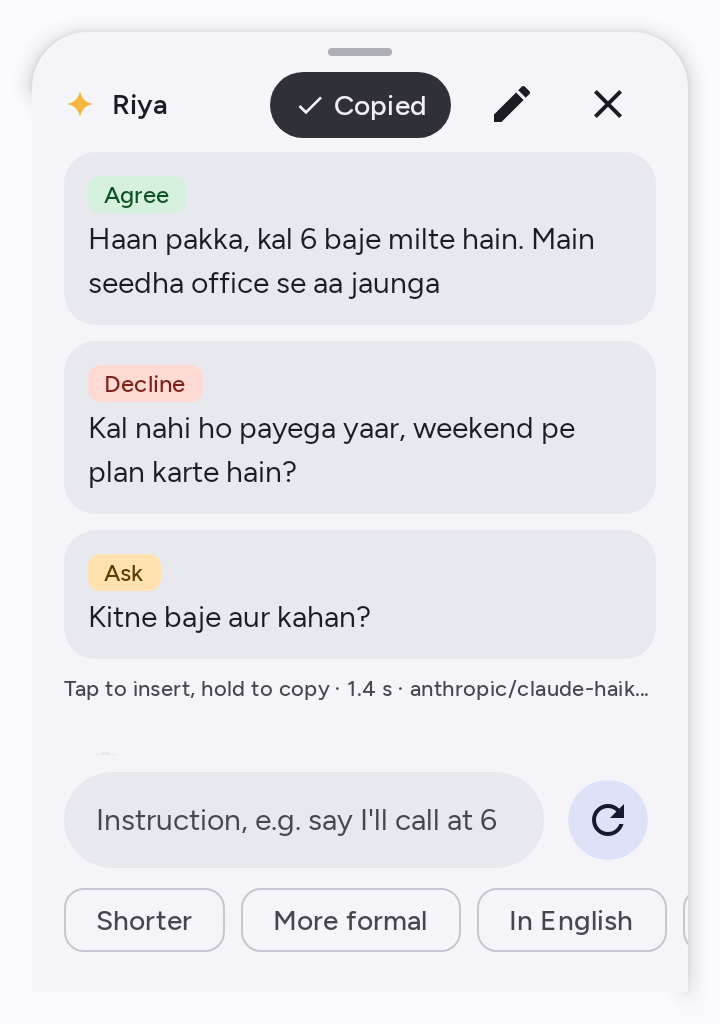 Riya
Copied
Agree
Haan pakka, kal 6 baje milte hain. Main
seedha office se aa jaunga
Decline
Kal nahi ho payega yaar, weekend pe
plan karte hain?
Ask
Kitne baje aur kahan?
Tap to insert, hold to copy · 1.4 s · anthropic/claude-haik…
Instruction, e.g. say I'll call at 6
Shorter
More formal
In English